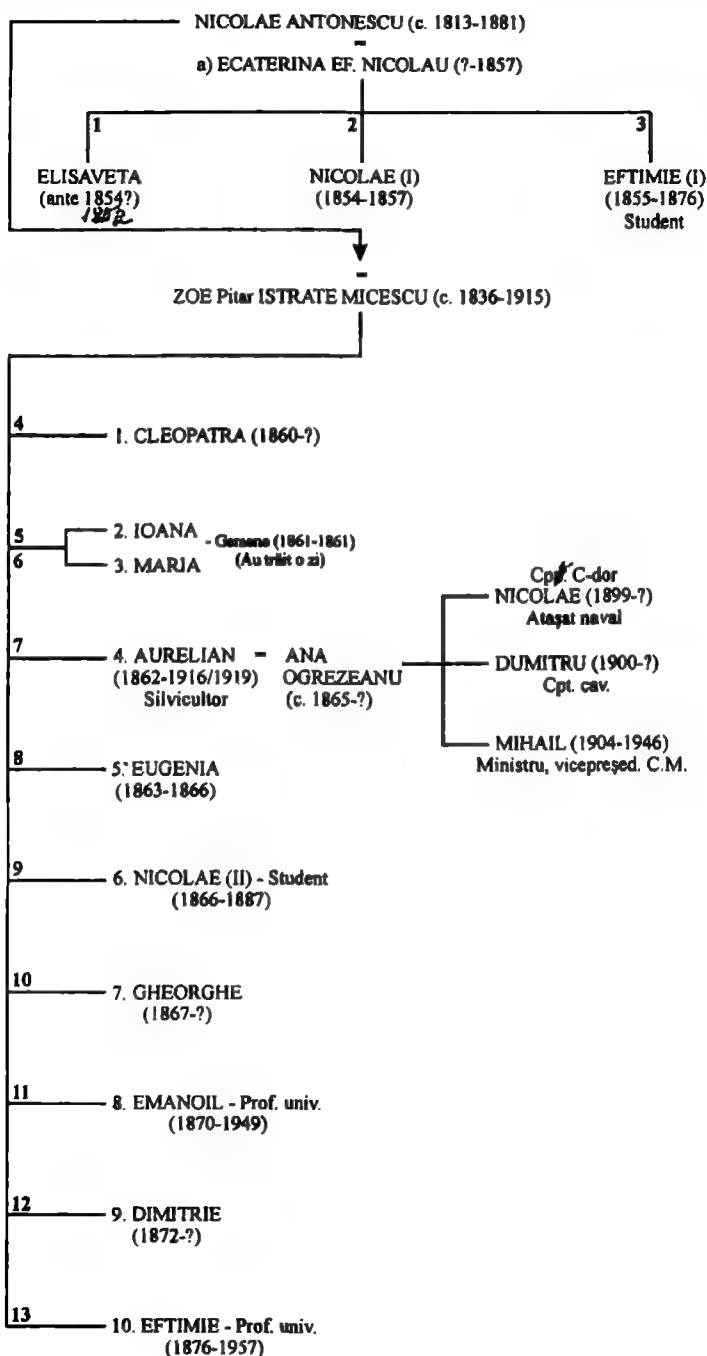 NICOLAE ANTONESCU (c. 1813-1881)
=
a) ECATERINA EF. NICOLAU (?-1857)
1
2
3
ELISAVETA
(ante 1854?)
NICOLAE (I)
(1854-1857)
EFTIMIE (I)
(1855-1876)
Student
=
ZOE Pitar ISTRATE MICESCU (c. 1836-1915)
4
1. CLEOPATRA (1860-?)
5
2. IOANA
- Gemene (1861-1861)
(Au trăit o zi)
6
3. MARIA
7
4. AURELIAN = ANA
OGREZEANU
(1862-1916/1919)
(c. 1865-?)
Silvicultor
C-dor
NICOLAE (1899-?)
Ataşat naval
DUMITRU (1900-?)
Cpt. cav.
MIHAIL (1904-1946)
Ministru, vicepreşed. C.M.
8
5. EUGENIA
(1863-1866)
9
6. NICOLAE (II) - Student
(1866-1887)
10
7. GHEORGHE
(1867-?)
11
8. EMANOIL - Prof. univ.
(1870-1949)
12
9. DIMITRIE
(1872-?)
13
10. EFTIMIE - Prof. univ.
(1876-1957)